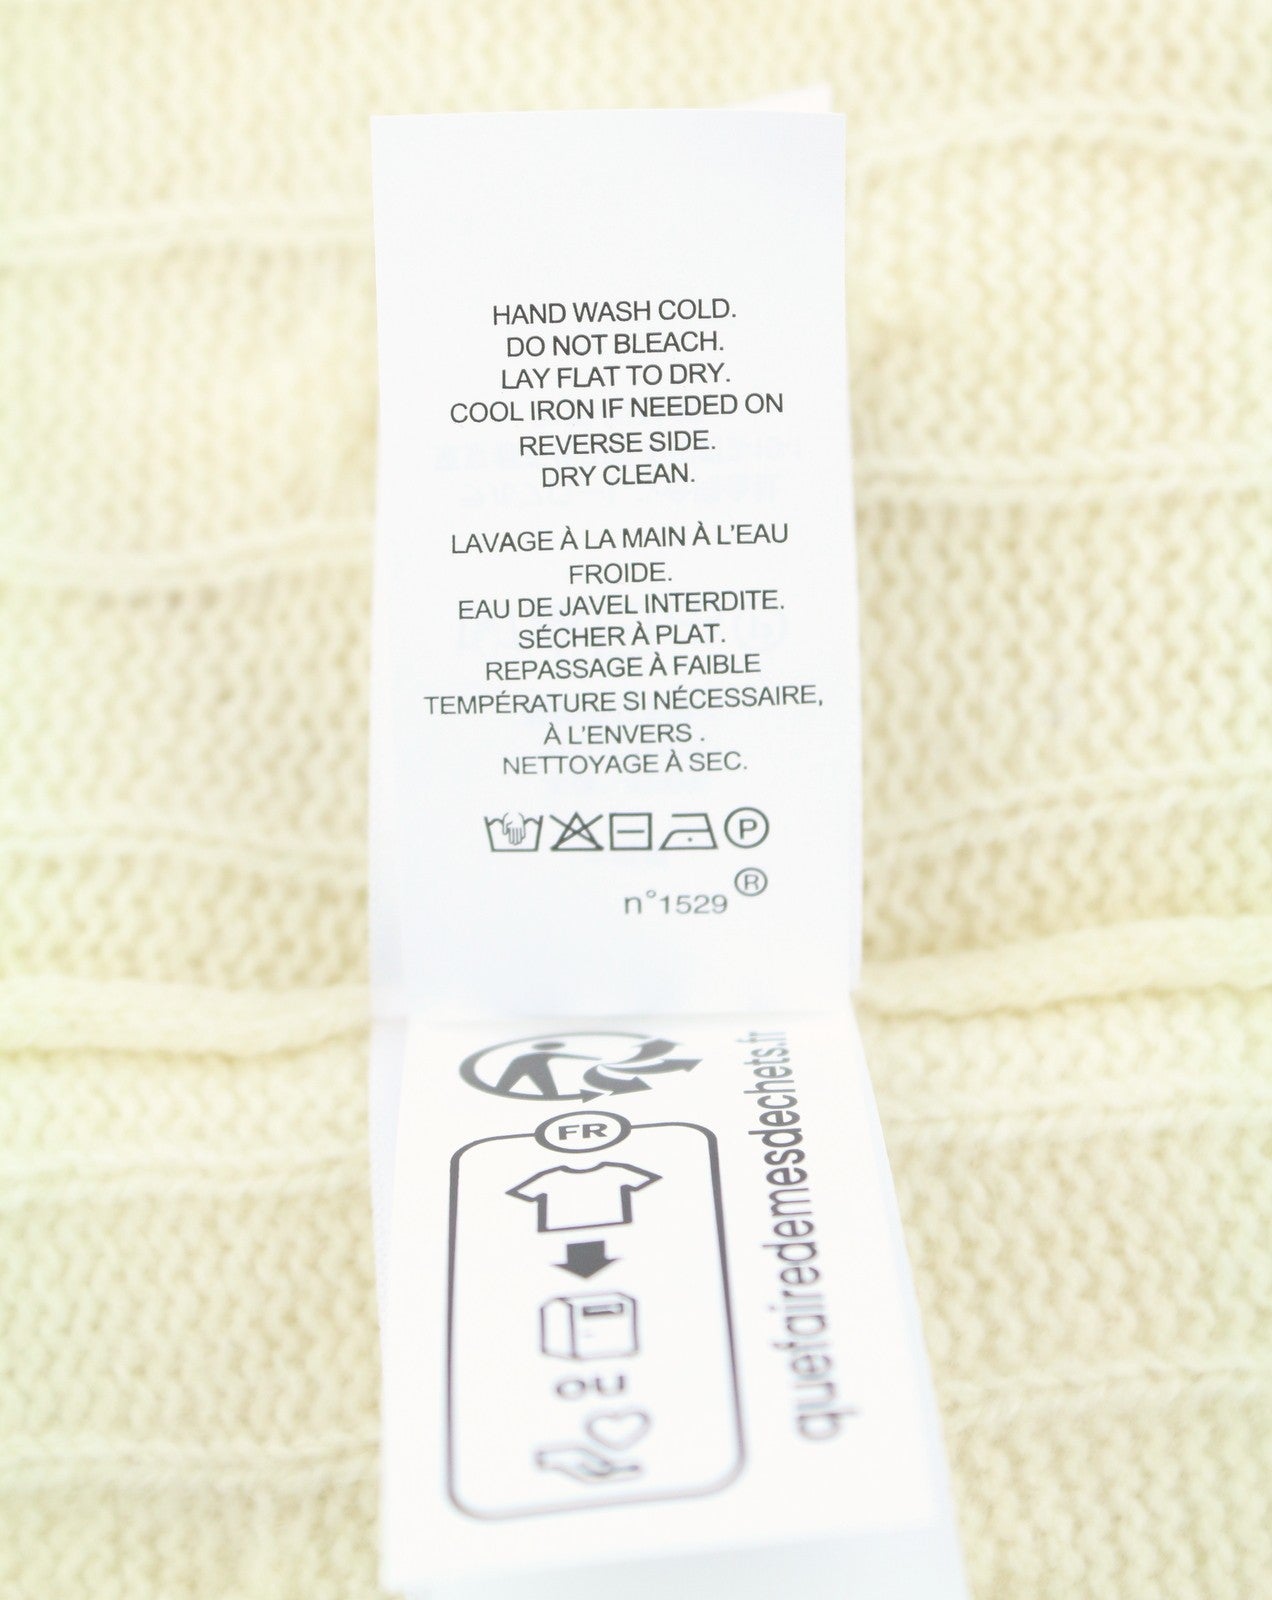 HAND WASH COLD.
DO NOT BLEACH.
LAY FLAT TO DRY.
COOL IRON IF NEEDED ON
REVERSE SIDE.
DRY CLEAN.
LAVAGE À LA MAIN À L'EAU
FROIDE.
EAU DE JAVEL INTERDITE.
SÉCHER À PLAT.
REPASSAGE À FAIBLE
TEMPÉRATURE SI NÉCESSAIRE,
À L'ENVERS .
NETTOYAGE À SEC.
P
n°1529 ®
FR
OU
quefairedemesdechets.fr